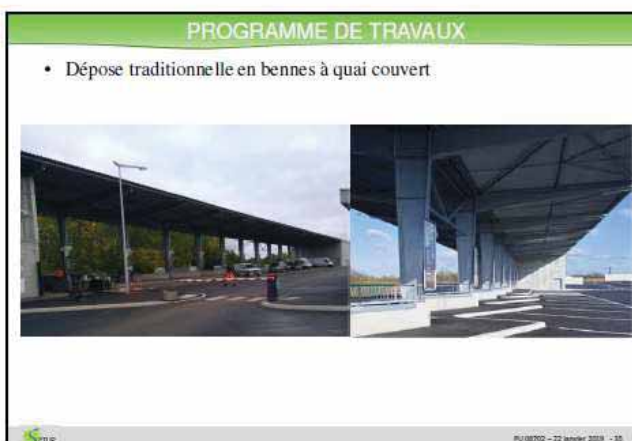 PROGRAMME DE TRAVAUX
• Dépose traditionnelle en bennes à quai couvert